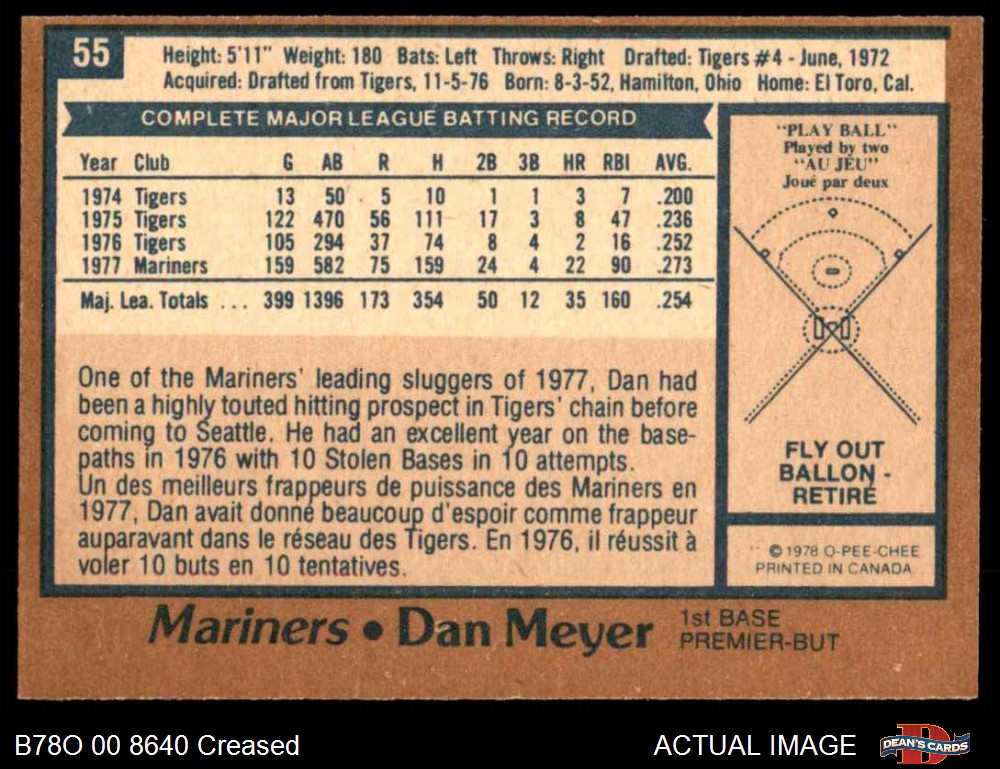 55
Height: 5'11" Weight: 180 Bats: Left Throws: Right Drafted: Tigers #4 - June, 1972
Acquired: Drafted from Tigers, 11-5-76 Born: 8-3-52, Hamilton, Ohio Home: El Toro, Cal.
COMPLETE MAJOR LEAGUE BATTING RECORD
Year Club G AB R H 2B 3B HR RBI AVG.
1974 Tigers 13 50 5 10 1 1 3 7 .200
1975 Tigers 122 470 56 111 17 3 8 47 .236
1976 Tigers 105 294 37 74 8 4 2 16 .252
1977 Mariners 159 582 75 159 24 4 22 90 .273
Maj. Lea. Totals ... 399 1396 173 354 50 12 35 160 .254
One of the Mariners' leading sluggers of 1977, Dan had
been a highly touted hitting prospect in Tigers' chain before
coming to Seattle. He had an excellent year on the base-
paths in 1976 with 10 Stolen Bases in 10 attempts.
Un des meilleurs frappeurs de puissance des Mariners en
1977, Dan avait donné beaucoup d'espoir comme frappeur
auparavant dans le réseau des Tigers. En 1976, il réussit à
voler 10 buts en 10 tentatives.
"PLAY BALL"
Played by two
"AU JEU"
Joué par deux
FLY OUT
BALLON -
RETIRÉ
© 1978 O-PEE-CHEE
PRINTED IN CANADA
Mariners • Dan Meyer
1st BASE
PREMIER-BUT
B78O 00 8640 Creased
ACTUAL IMAGE
DEAN'S CARDS